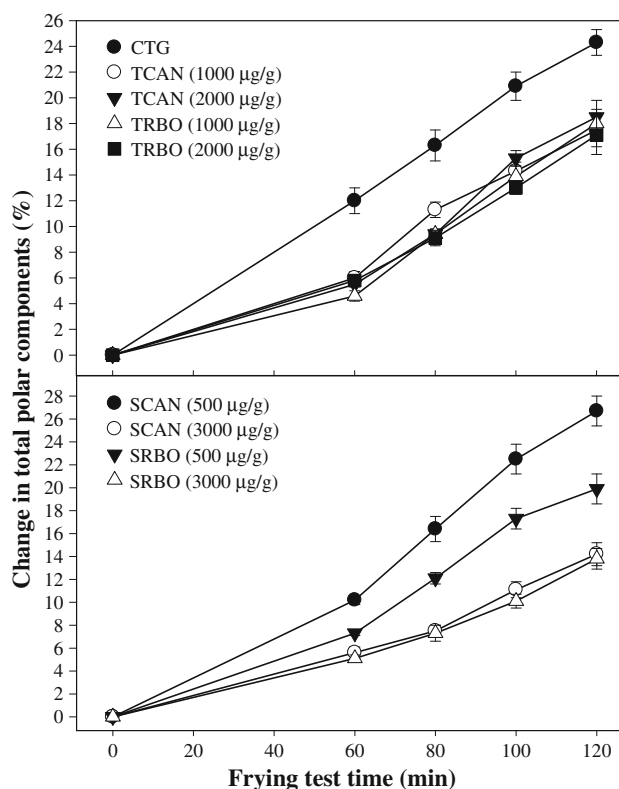 26
24
22
20
18
16
14
12
10
8
6
4
2
0
CTG
TCAN (1000 µg/g)
TCAN (2000 µg/g)
TRBO (1000 µg/g)
TRBO (2000 µg/g)
Change in total polar components (%)
28
26
24
22
20
18
16
14
12
10
8
6
4
2
0
SCAN (500 µg/g)
SCAN (3000 µg/g)
SRBO (500 µg/g)
SRBO (3000 µg/g)
0 20 40 60 80 100 120
Frying test time (min)